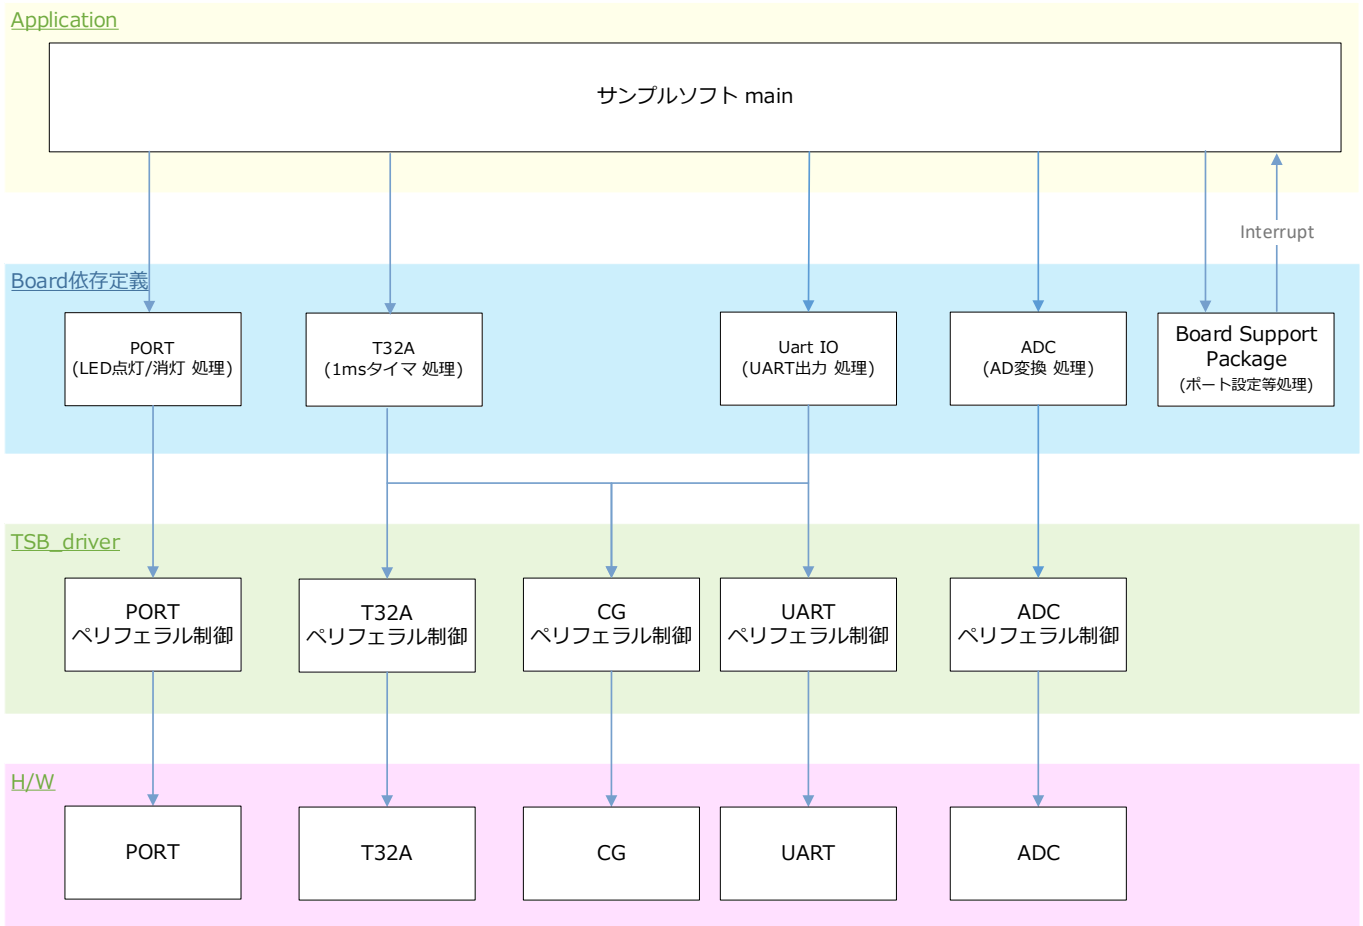 Application
サンプルソフト main
Interrupt
Board依存定義
PORT
(LED点灯/消灯 処理)
T32A
(1msタイマ 処理)
Uart IO
(UART出力 処理)
ADC
(AD変換 処理)
Board Support
Package
(ポート設定等処理)
TSB_driver
PORT
ペリフェラル制御
T32A
ペリフェラル制御
CG
ペリフェラル制御
UART
ペリフェラル制御
ADC
ペリフェラル制御
H/W
PORT
T32A
CG
UART
ADC